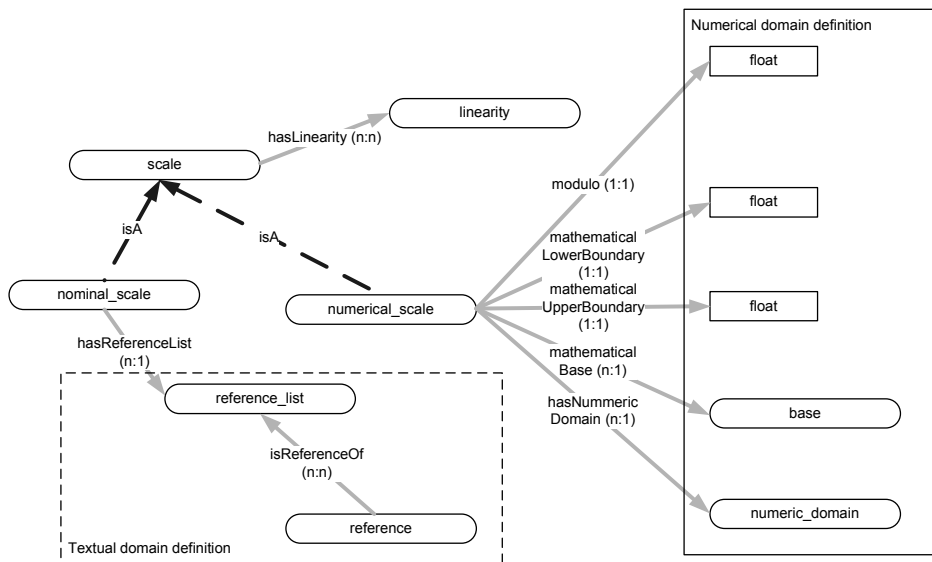 Numerical domain definition
float
linearity
hasLinearity (n:n)
scale
modulo (1:1)
float
isA
isA
mathematical
LowerBoundary
(1:1)
nominal_scale
numerical_scale
mathematical
UpperBoundary
(1:1)
float
hasReferenceList
(n:1)
mathematical
Base (n:1)
reference_list
hasNummeric
Domain (n:1)
base
isReferenceOf
(n:n)
reference
numeric_domain
Textual domain definition